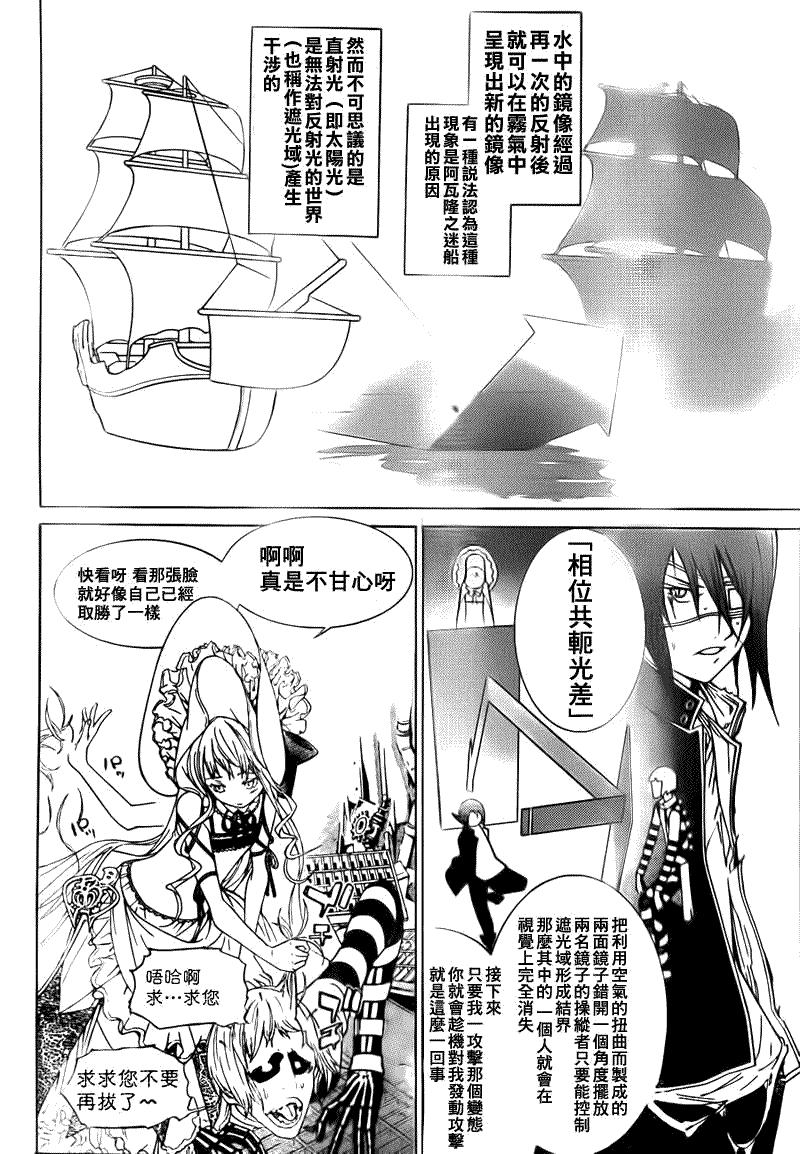 水中的鏡像經過
再一次的反射後
就可以在霧氣中
呈現出新的鏡像
有一種說法認為這種
現象是阿瓦隆之迷船
出現的原因
然而不可思議的是
直射光（即太陽光）
是無法對反射光的世界
（也稱作遮光域)產生
干涉的
「相位共軛光差」
把利用空氣的扭曲而製成的
兩面鏡子錯開一個角度擺放
兩名鏡子的操縱者只要能控制
遮光域形成結界
那麼其中的一個人就會在
視覺上完全消失
接下來
只要我一攻擊那個變態
你就會趁機對我發動攻擊
就是這麼一回事
啊啊
真是不甘心呀
快看呀 看那張臉
就好像自己已經
取勝了一樣
唔哈啊
求…求您
求求您不要
再拔了～